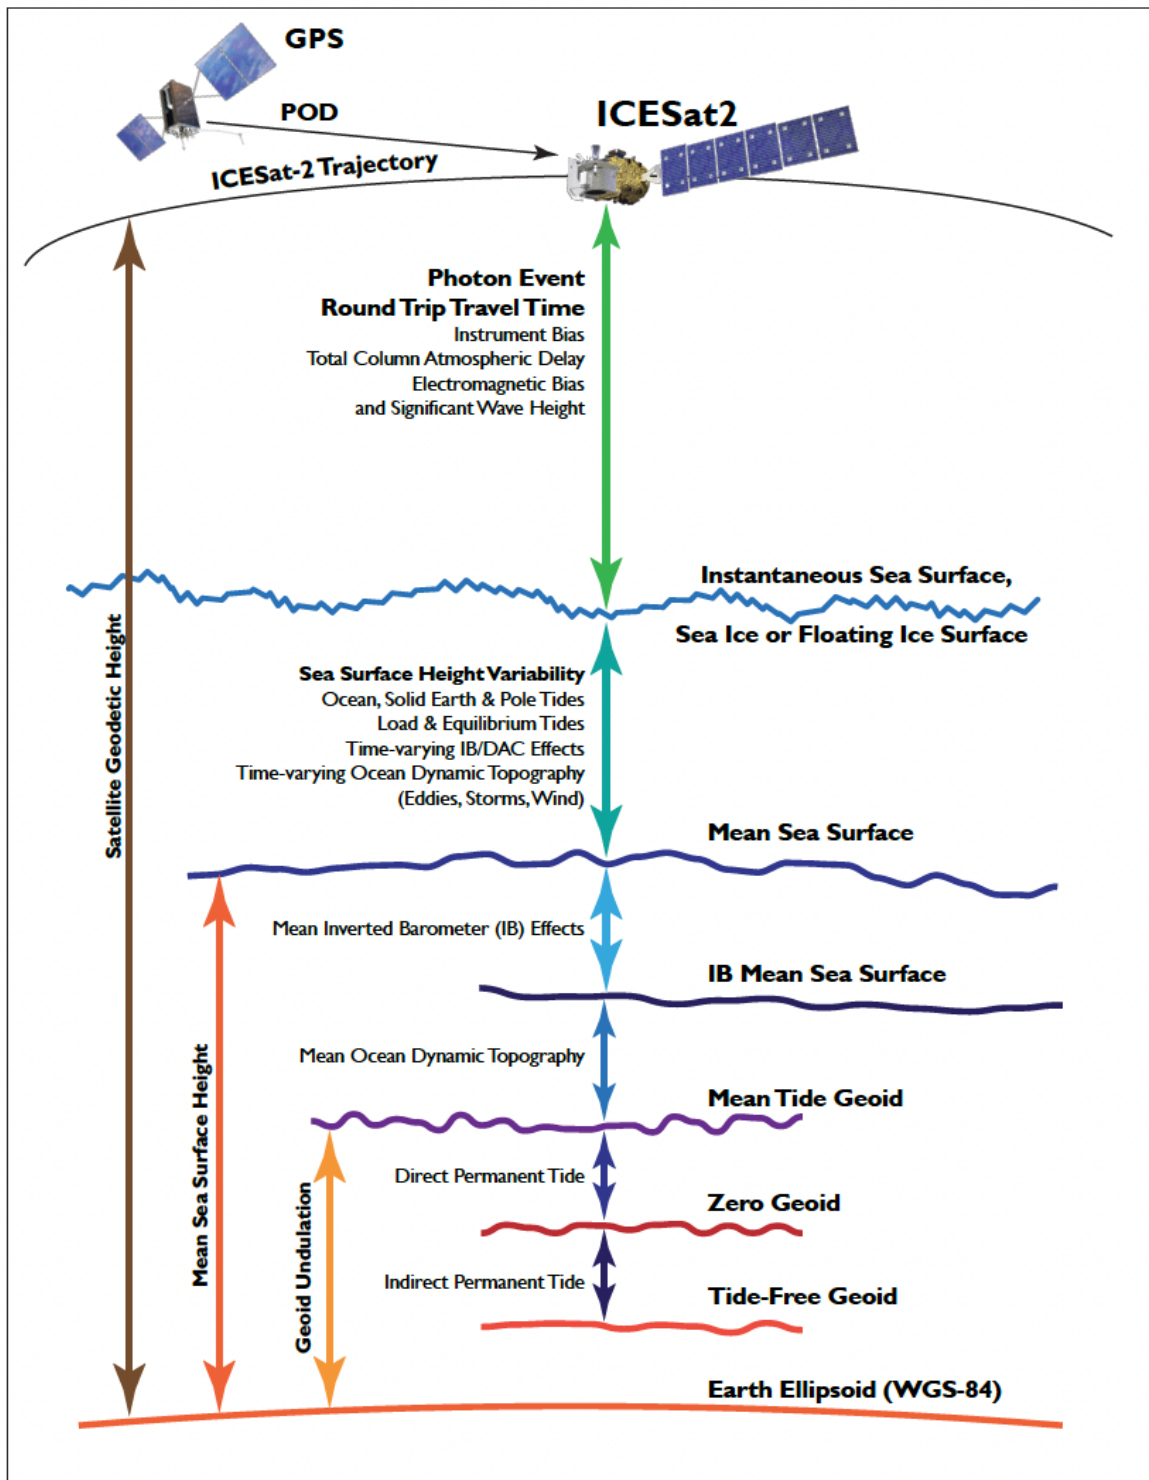 GPS
POD
ICESat2
ICESat-2 Trajectory
Photon Event
Round Trip Travel Time
Instrument Bias
Total Column Atmospheric Delay
Electromagnetic Bias
and Significant Wave Height
Instantaneous Sea Surface,
Sea Ice or Floating Ice Surface
Satellite Geodetic Height
Sea Surface Height Variability
Ocean, Solid Earth & Pole Tides
Load & Equilibrium Tides
Time-varying IB/DAC Effects
Time-varying Ocean Dynamic Topography
(Eddies, Storms, Wind)
Mean Sea Surface
Mean Inverted Barometer (IB) Effects
IB Mean Sea Surface
Mean Ocean Dynamic Topography
Mean Sea Surface Height
Mean Tide Geoid
Direct Permanent Tide
Zero Geoid
Geoid Undulation
Indirect Permanent Tide
Tide-Free Geoid
Earth Ellipsoid (WGS-84)